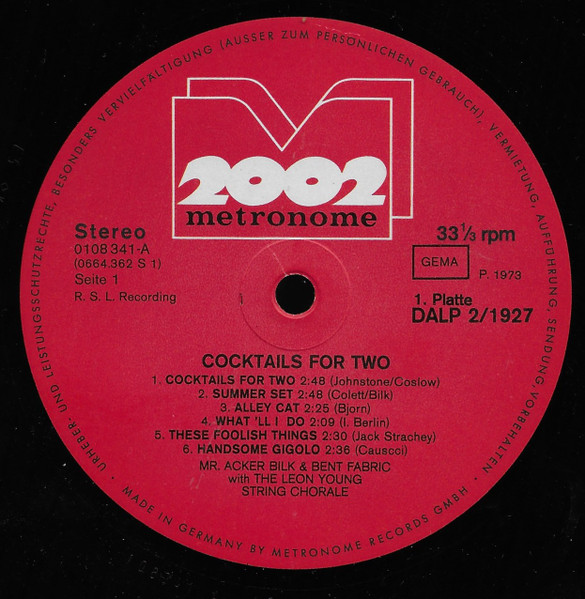 URHEBER- UND LEISTUNGSSCHUTZRECHTE, BESONDERS VERVIELFÄLTIGUNG (AUSSER ZUM PERSÖNLICHEN GEBRAUCH), VERMIETUNG, AUFFÜHRUNG, SENDUNG, VORBEHALTEN
2002
metronome
Stereo
0108 341-A
(0664.362 S 1)
Seite 1
R. S. L. Recording
33⅓ rpm
GEMA
P. 1973
1. Platte
DALP 2/1927
COCKTAILS FOR TWO
1. COCKTAILS FOR TWO 2:48 (Johnstone/Coslow)
2. SUMMER SET 2:48 (Colett/Bilk)
3. ALLEY CAT 2:25 (Bjorn)
4. WHAT 'LL I DO 2:09 (I. Berlin)
5. THESE FOOLISH THINGS 2:30 (Jack Strachey)
6. HANDSOME GIGOLO 2:36 (Causcci)
MR. ACKER BILK & BENT FABRIC
with THE LEON YOUNG
STRING CHORALE
• MADE IN GERMANY BY METRONOME RECORDS GMBH •